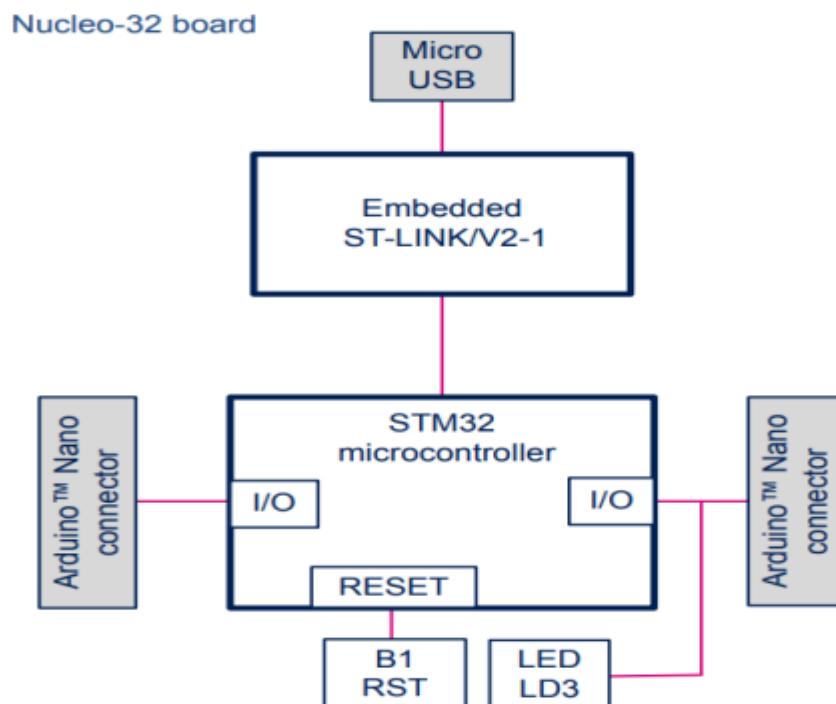 Nucleo-32 board
Micro
USB
Embedded
ST-LINK/V2-1
Arduino™ Nano
connector
STM32
microcontroller
I/O
I/O
RESET
Arduino™ Nano
connector
B1
RST
LED
LD3